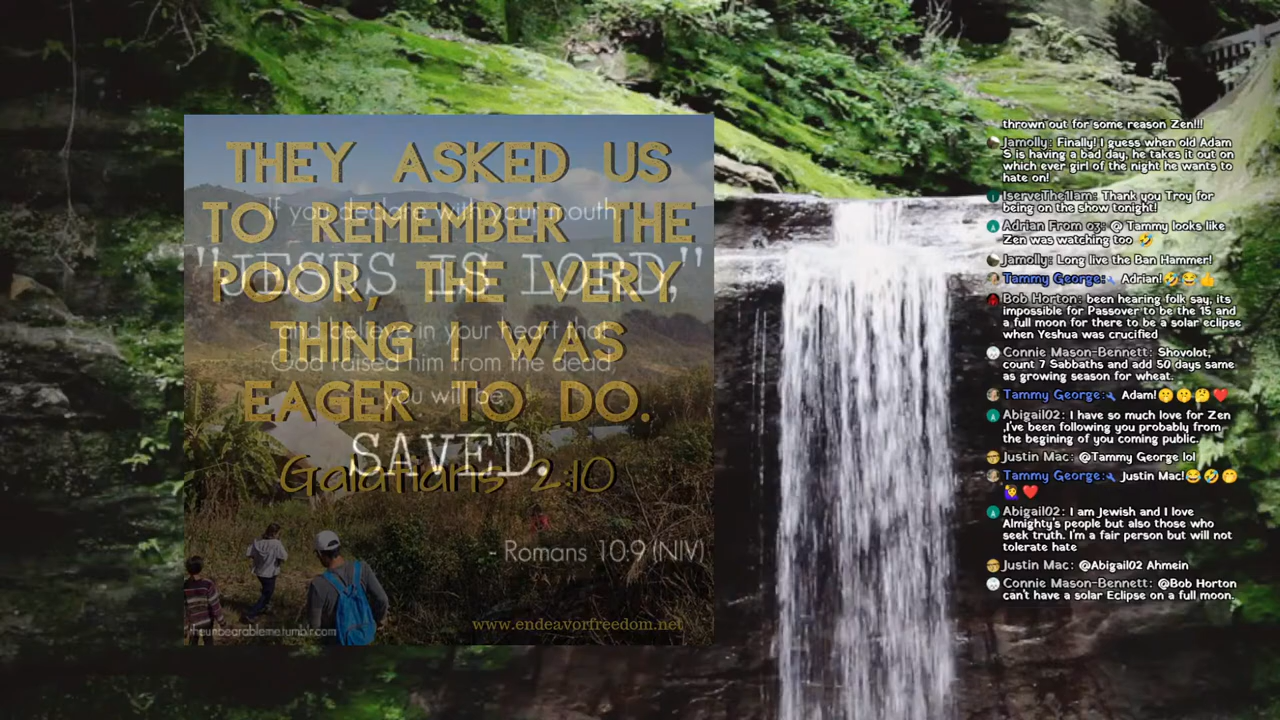 THEY ASKED US
TO REMEMBER THE
POOR, THE VERY
THING I WAS
EAGER TO DO.
Galatians 2:10
www.endeavorfreedom.net
If you declare with your mouth,
"JESUS IS LORD,"
and believe in your heart that
God raised him from the dead,
you will be
SAVED.
- Romans 10:9 (NIV)
theunbearableme.tumblr.com
thrown out for some reason Zen!!!
Jamolly: Finally! I guess when old Adam
S is having a bad day, he takes it out on
whichever girl of the night he wants to
hate on!
IserveThe1Iam: Thank you Troy for
being on the show tonight!
Adrian From 03: @ Tammy looks like
Zen was watching too 🤣
Jamolly: Long live the Ban Hammer!
Tammy George: Adrian!🤣😂👍
Bob Horton: been hearing folk say, its
impossible for Passover to be the 15 and
a full moon for there to be a solar eclipse
when Yeshua was crucified
Connie Mason-Bennett: Shovolot,
count 7 Sabbaths and add 50 days same
as growing season for wheat.
Tammy George: Adam!🤫🤫🤔❤️
Abigail02: I have so much love for Zen
,I've been following you probably from
the begining of you coming public.
Justin Mac: @Tammy George lol
Tammy George: Justin Mac!😂🤣🤭
🙋‍♀️❤️
Abigail02: I am Jewish and I love
Almighty's people but also those who
seek truth. I'm a fair person but will not
tolerate hate
Justin Mac: @Abigail02 Ahmein
Connie Mason-Bennett: @Bob Horton
can't have a solar Eclipse on a full moon.